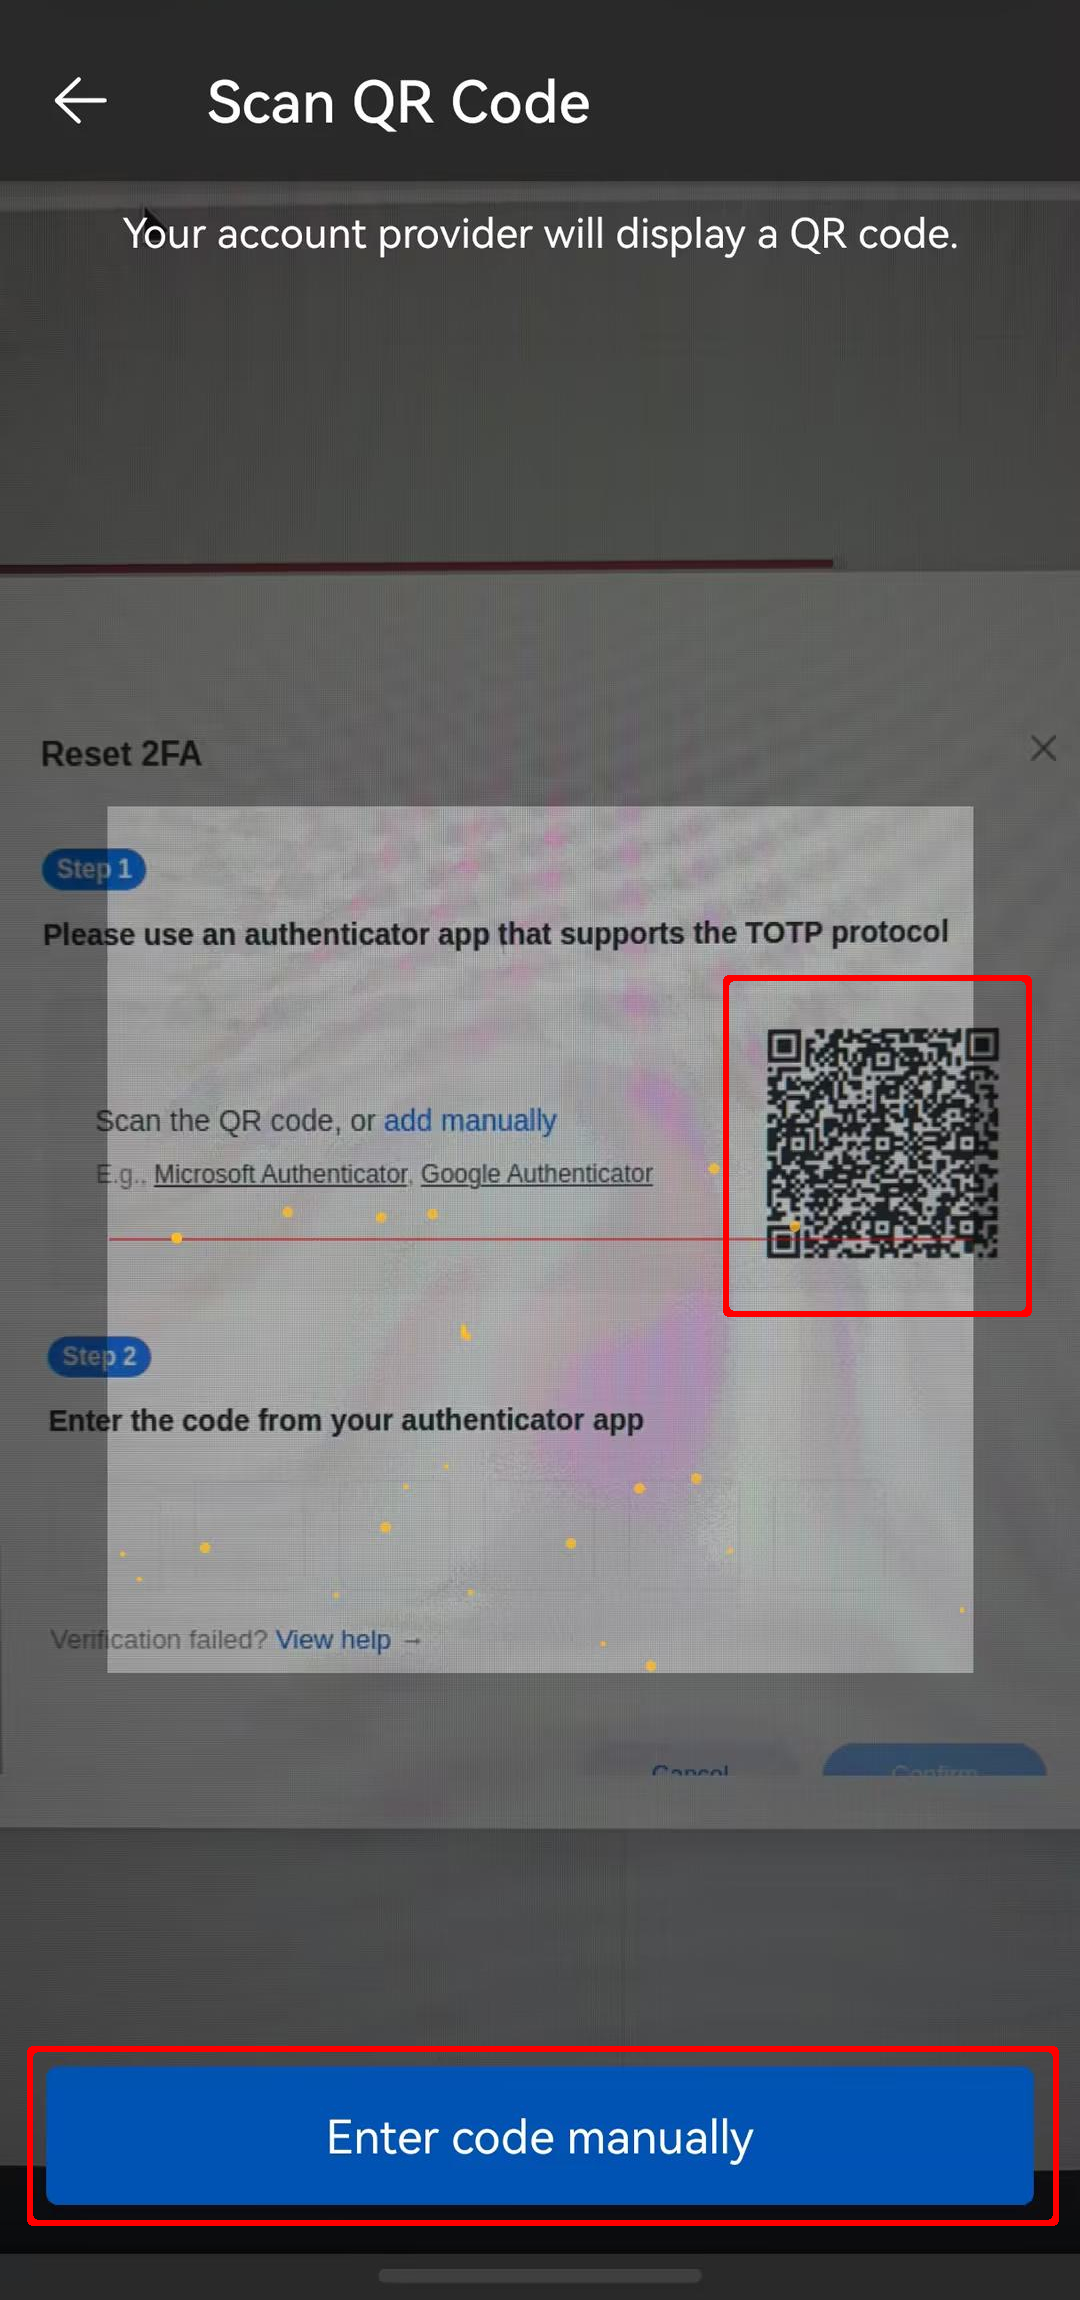 Scan QR Code
Your account provider will display a QR code.
Reset 2FA
Step 1
Please use an authenticator app that supports the TOTP protocol
Scan the QR code, or add manually
E.g., Microsoft Authenticator, Google Authenticator
Step 2
Enter the code from your authenticator app
Verification failed? View help →
Cancel Confirm
Enter code manually